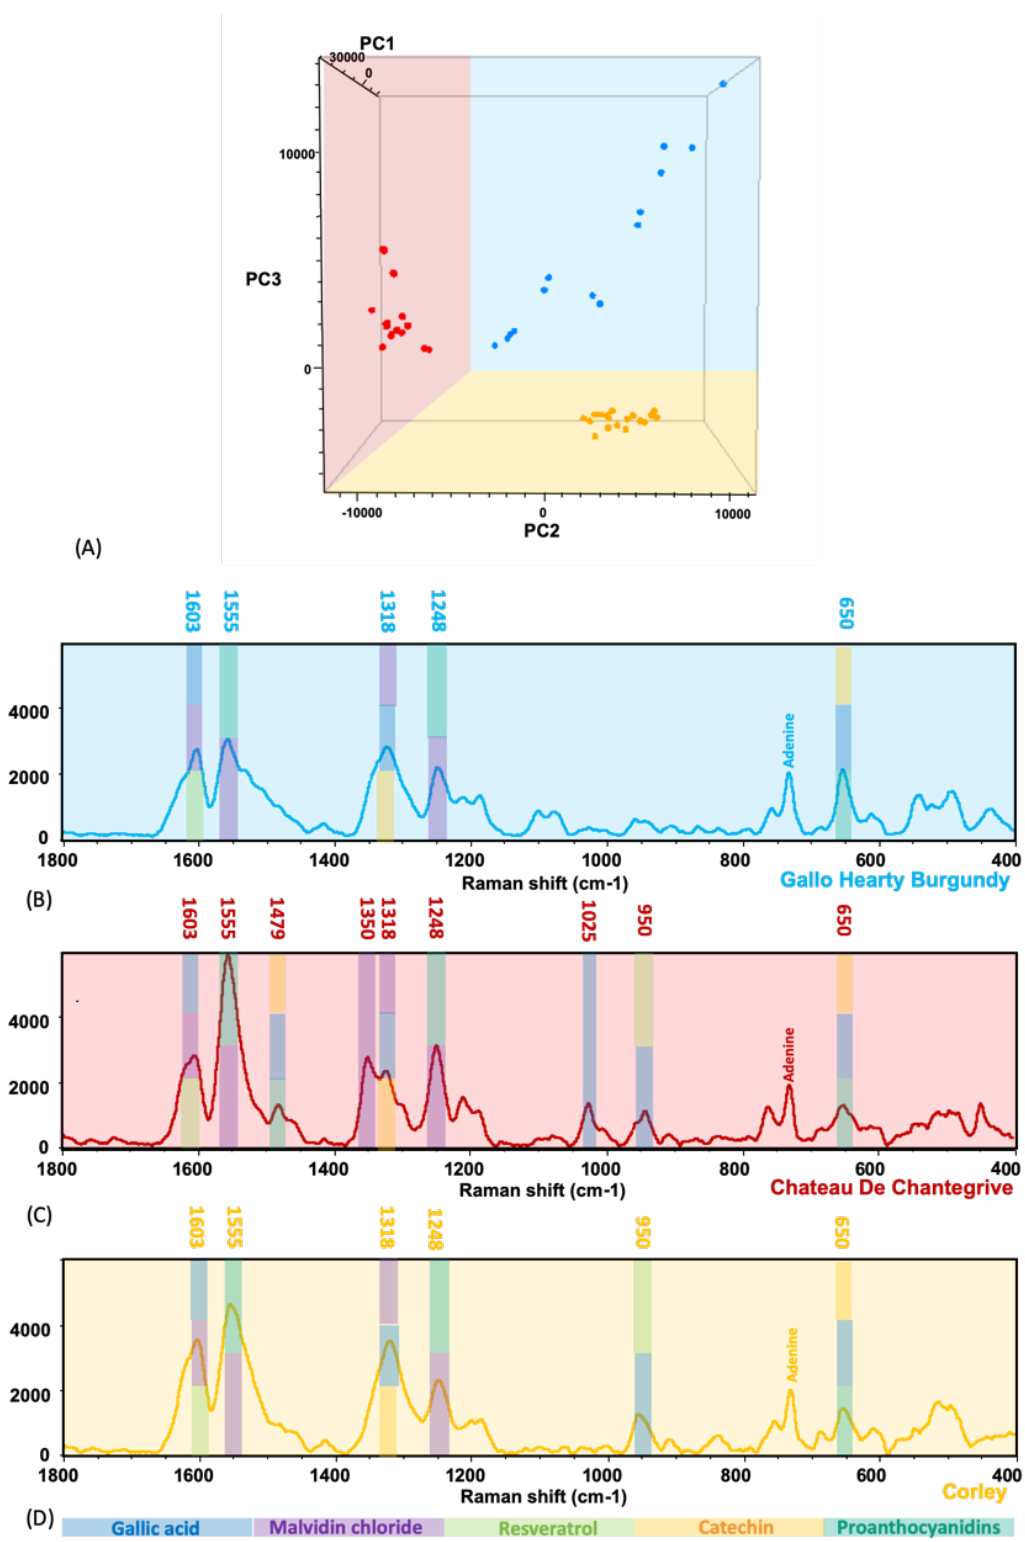 PC1
30000
0
10000
PC3
0
-10000
0
10000
PC2
(A)
1603
1555
1318
1248
650
4000
2000
0
Adenine
1800
1600
1400
1200
1000
800
600
400
Raman shift (cm-1)
Gallo Hearty Burgundy
(B)
1603
1555
1479
1350
1318
1248
1025
950
650
4000
2000
0
Adenine
1800
1600
1400
1200
1000
800
600
400
Raman shift (cm-1)
Chateau De Chantegrive
(C)
1603
1555
1318
1248
950
650
4000
2000
0
Adenine
1800
1600
1400
1200
1000
800
600
400
Raman shift (cm-1)
Corley
(D)
Gallic acid
Malvidin chloride
Resveratrol
Catechin
Proanthocyanidins